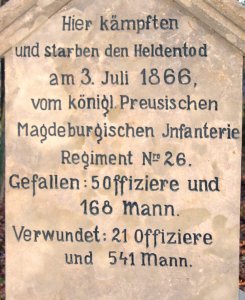 Hier kämpften
und starben den Heldentod
am 3. Juli 1866,
vom königl. Preusischen
Magdeburgischen Jnfanterie
Regiment Nro 26.
Gefallen: 5 Offiziere und
168 Mann.
Verwundet: 21 Offiziere
und 541 Mann.